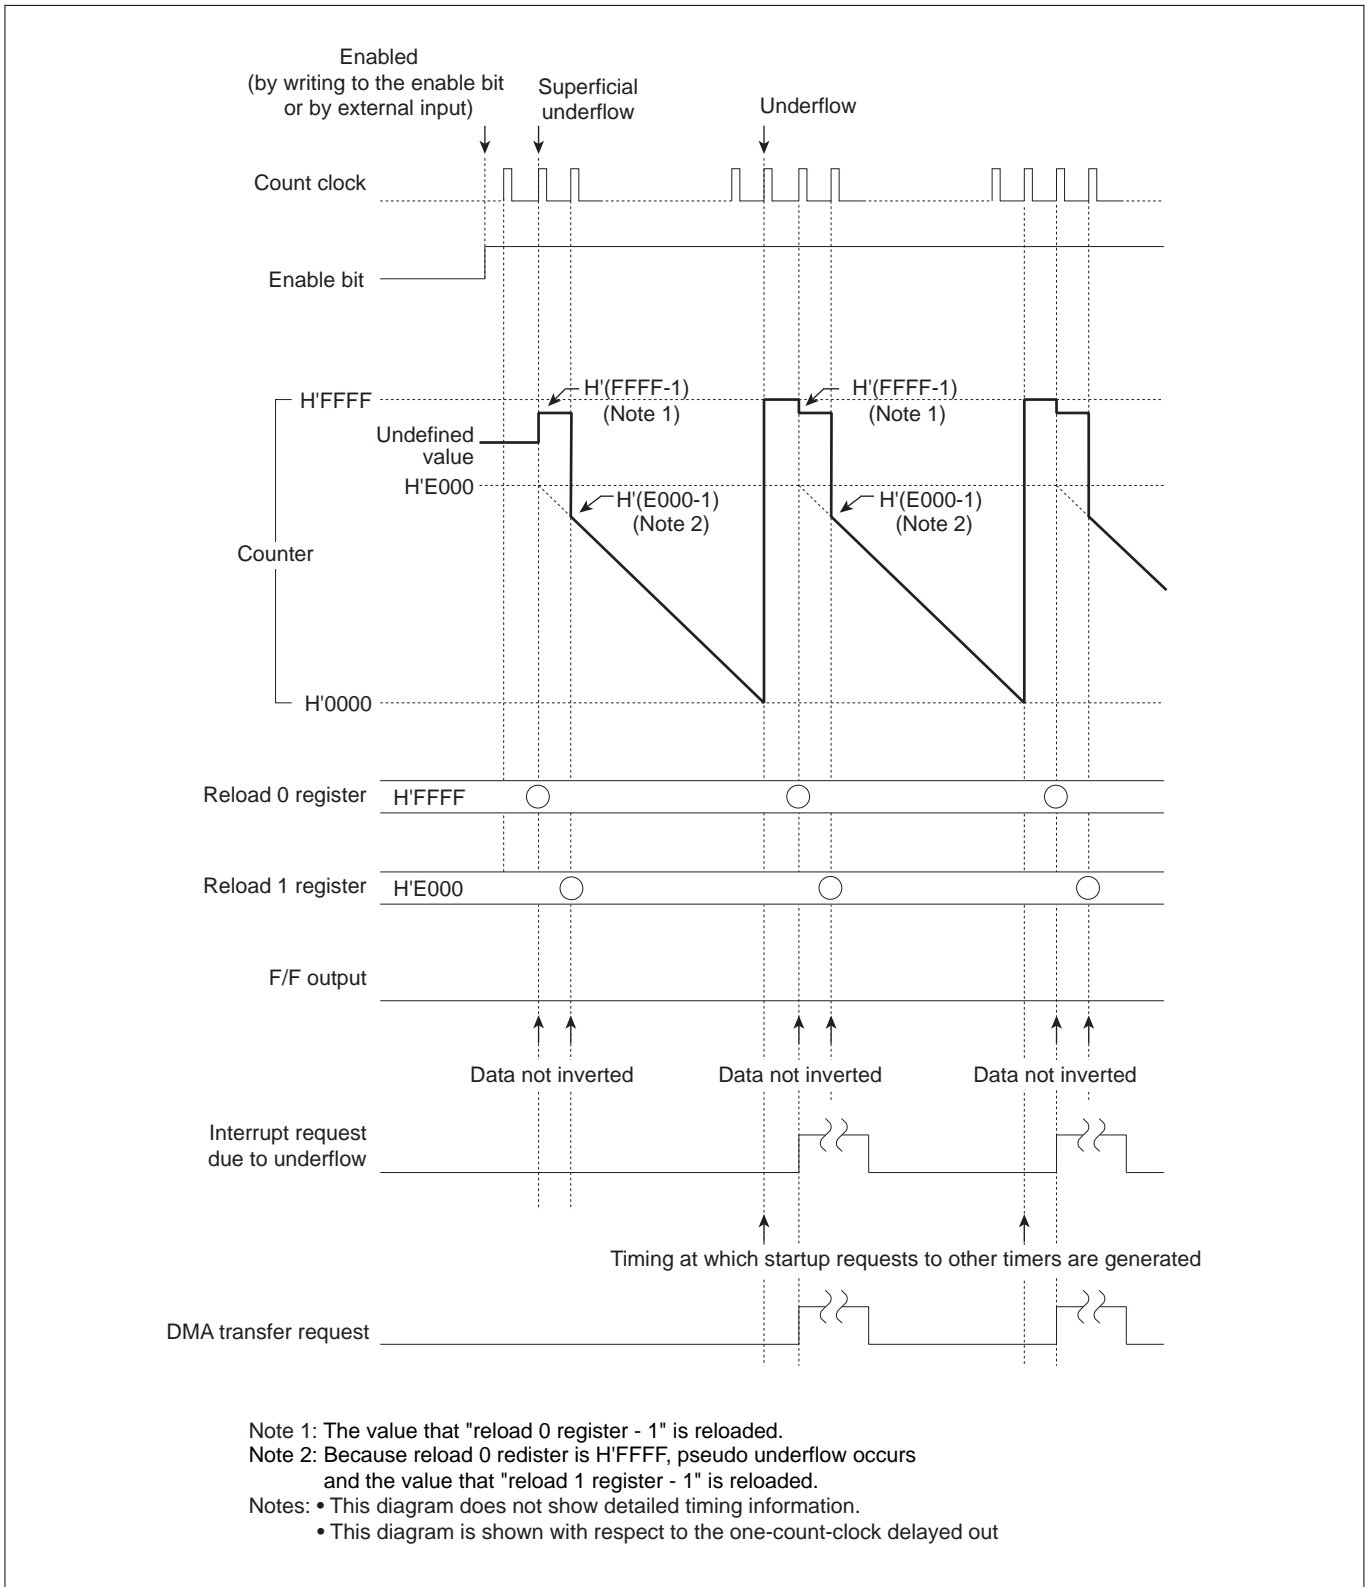 Enabled
(by writing to the enable bit
or by external input)
Superficial
underflow
Underflow
Count clock
Enable bit
H'FFFF
H'(FFFF-1)
(Note 1)
H'(FFFF-1)
(Note 1)
Undefined
value
H'E000
H'(E000-1)
(Note 2)
H'(E000-1)
(Note 2)
Counter
H'0000
Reload 0 register
H'FFFF
Reload 1 register
H'E000
F/F output
Data not inverted
Data not inverted
Data not inverted
Interrupt request
due to underflow
Timing at which startup requests to other timers are generated
DMA transfer request
Note 1: The value that "reload 0 register - 1" is reloaded.
Note 2: Because reload 0 redister is H'FFFF, pseudo underflow occurs
and the value that "reload 1 register - 1" is reloaded.
Notes: • This diagram does not show detailed timing information.
• This diagram is shown with respect to the one-count-clock delayed out